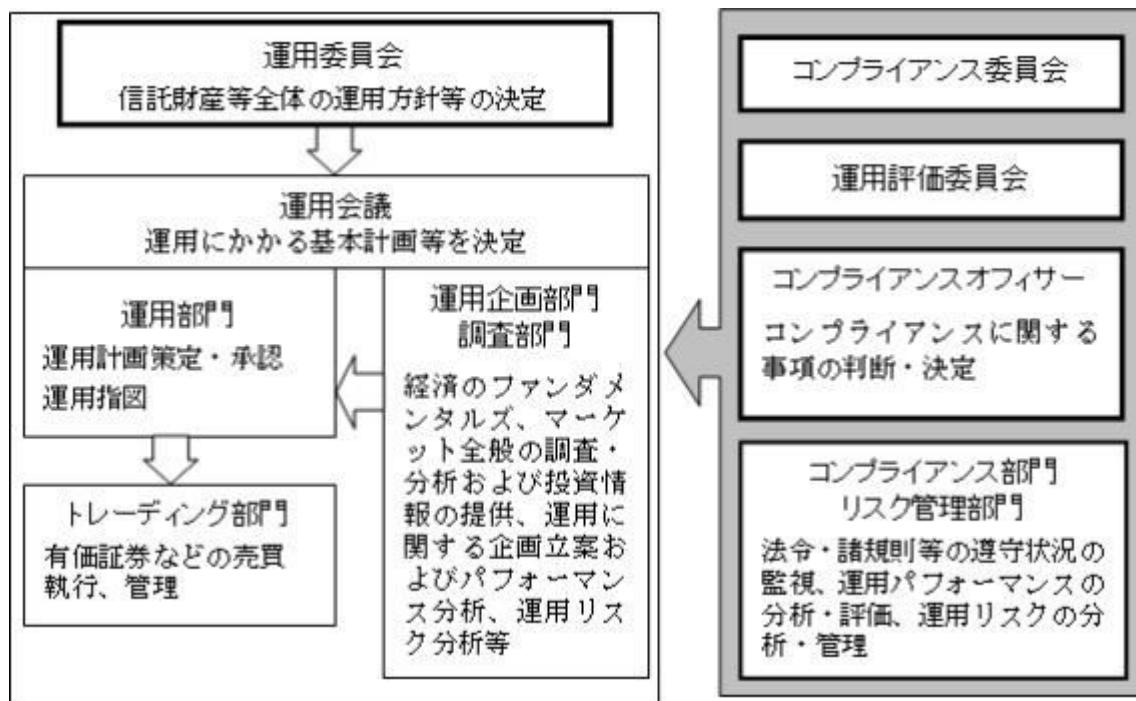 運用委員会
信託財産等全体の運用方針等の決定
運用会議
運用にかかる基本計画等を決定
運用部門
運用計画策定・承認
運用指図
トレーディング部門
有価証券などの売買
執行、管理
運用企画部門
調査部門
経済のファンダメ
ンタルズ、マーケ
ット全般の調査・
分析および投資情
報の提供、運用に
関する企画立案お
よびパフォーマン
ス分析、運用リス
ク分析等
コンプライアンス委員会
運用評価委員会
コンプライアンスオフィサー
コンプライアンスに関する
事項の判断・決定
コンプライアンス部門
リスク管理部門
法令・諸規則等の遵守状況の
監視、運用パフォーマンスの
分析・評価、運用リスクの分
析・管理